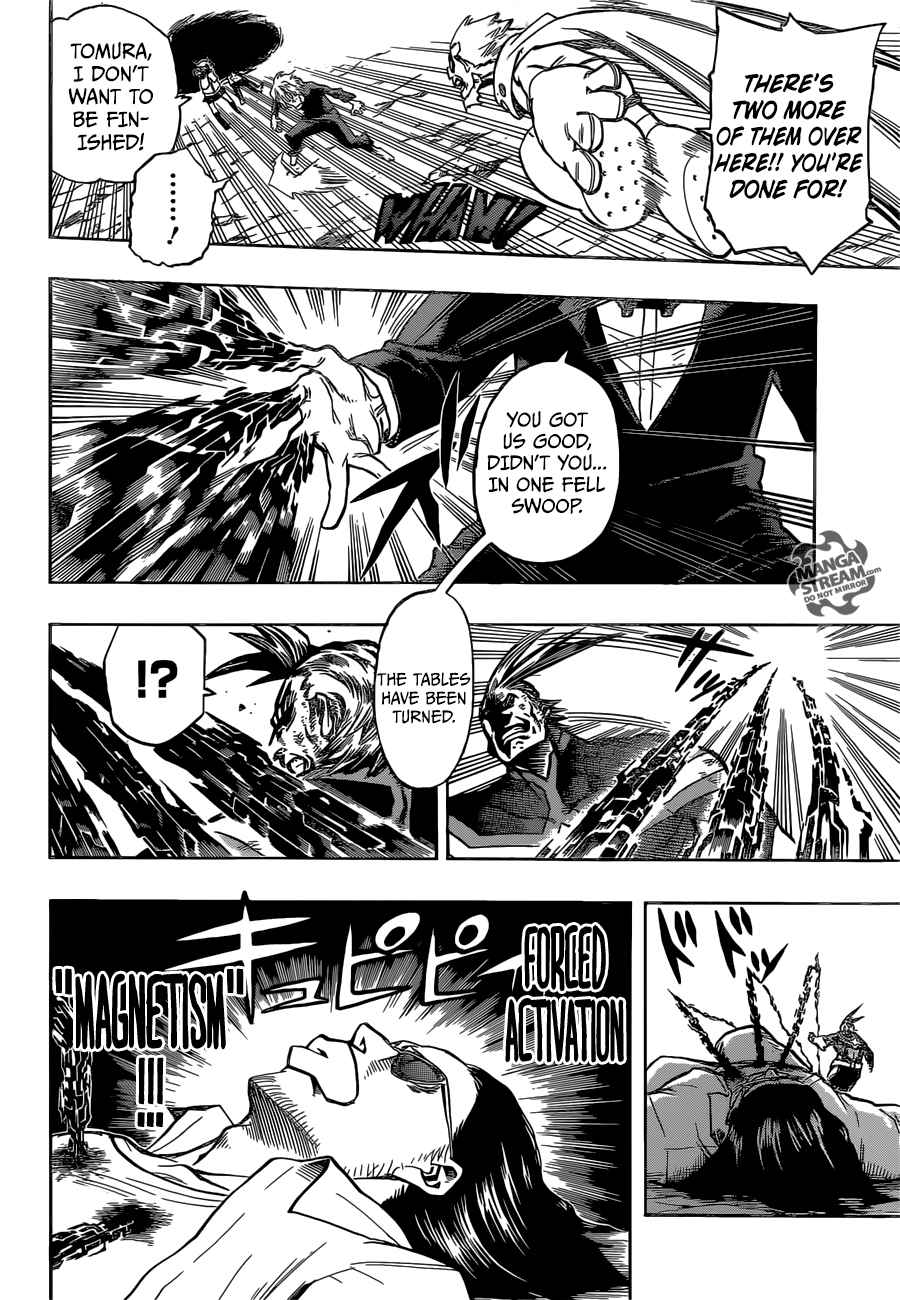 THERE'S
TWO MORE
OF THEM OVER
HERE!! YOU'RE
DONE FOR!
WHAM!
TOMURA,
I DON'T
WANT TO
BE FIN-
ISHED!
......!
YOU GOT
US GOOD,
DIDN'T YOU...
IN ONE FELL
SWOOP.
MANGA
STREAM.com
DO NOT MIRROR
THE TABLES
HAVE BEEN
TURNED.
!?
ドドド
FORCED
ACTIVATION
キュピピー
"MAGNETISM"
!!!